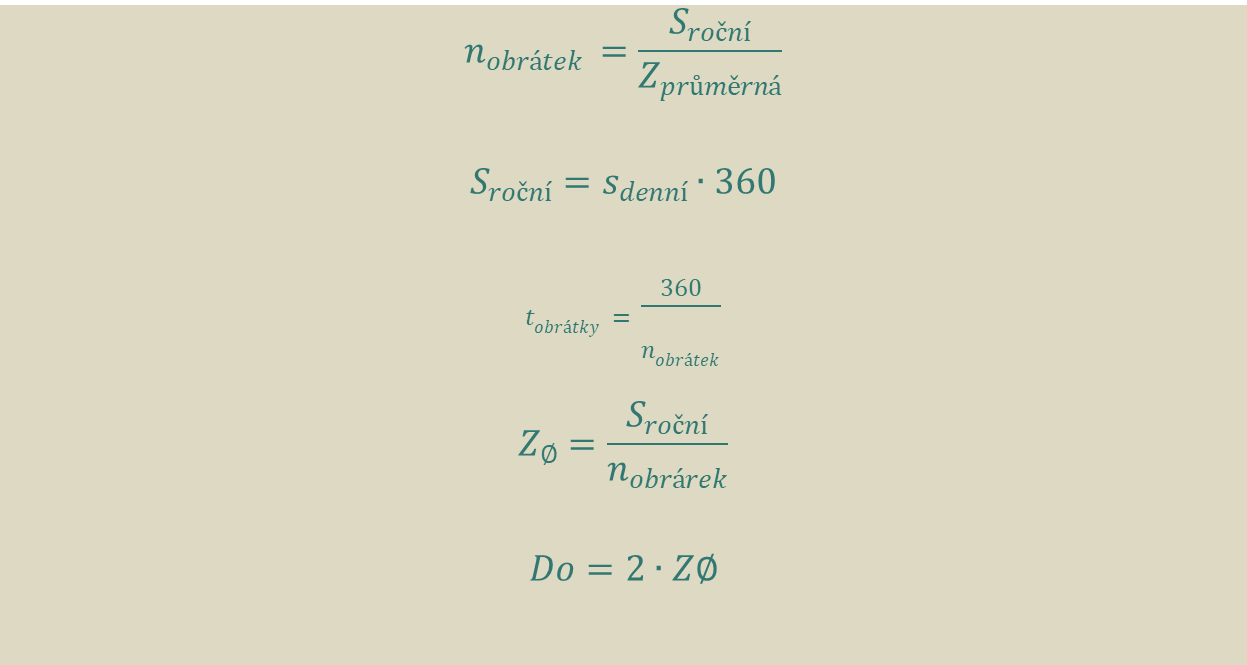 n_obrátek = S_roční / Z_průměrná
S_roční = s_denní · 360
t_obrátky = 360 / n_obrátek
Z_∅ = S_roční / n_obrárek
Do = 2 · Z∅